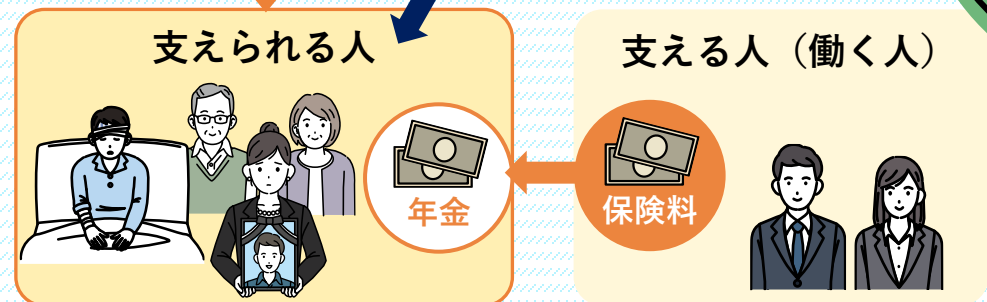 支えられる人
支える人（働く人）
年金
保険料